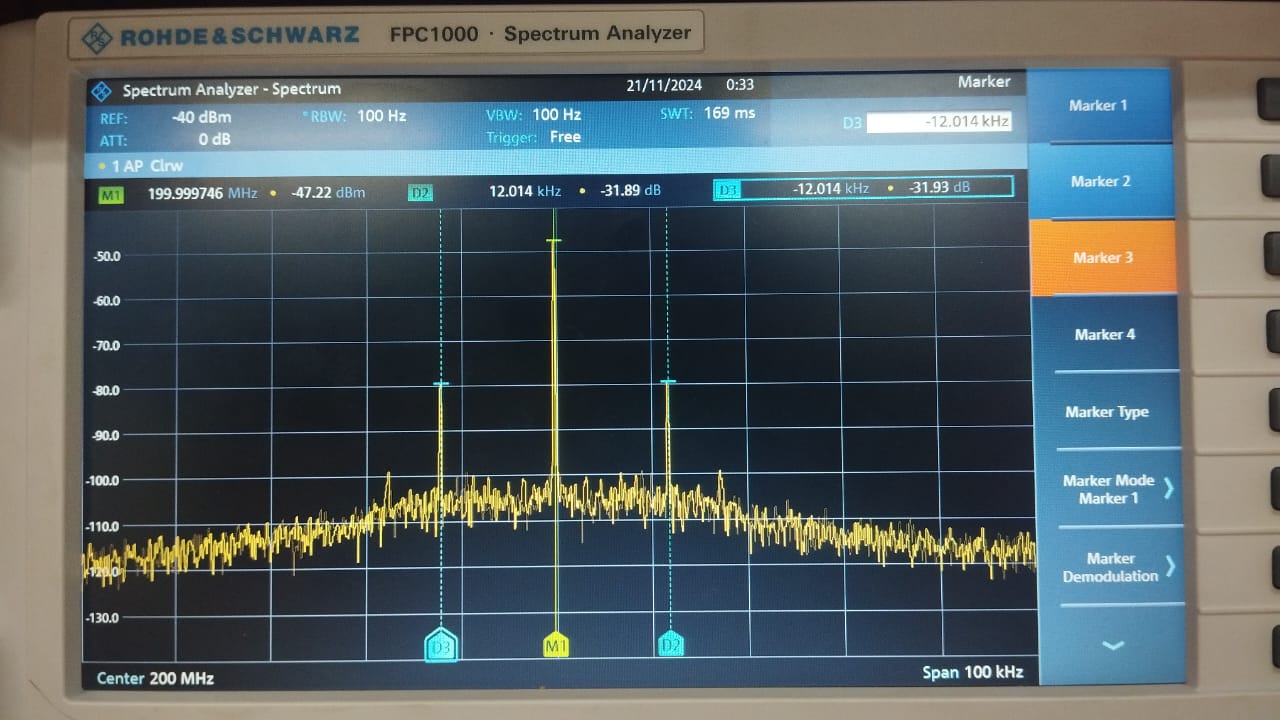 ROHDE & SCHWARZ FPC1000 · Spectrum Analyzer
Spectrum Analyzer - Spectrum 21/11/2024 0:33 Marker
REF: -40 dBm * RBW: 100 Hz VBW: 100 Hz SWT: 169 ms
ATT: 0 dB Trigger: Free D3 -12.014 kHz
• 1 AP Clrw
M1 199.999746 MHz • -47.22 dBm D2 12.014 kHz • -31.89 dB D3 -12.014 kHz • -31.93 dB
-50.0
-60.0
-70.0
-80.0
-90.0
-100.0
-110.0
-120.0
-130.0
D3 M1 D2
Center 200 MHz Span 100 kHz
Marker 1
Marker 2
Marker 3
Marker 4
Marker Type
Marker Mode
Marker 1
Marker
Demodulation